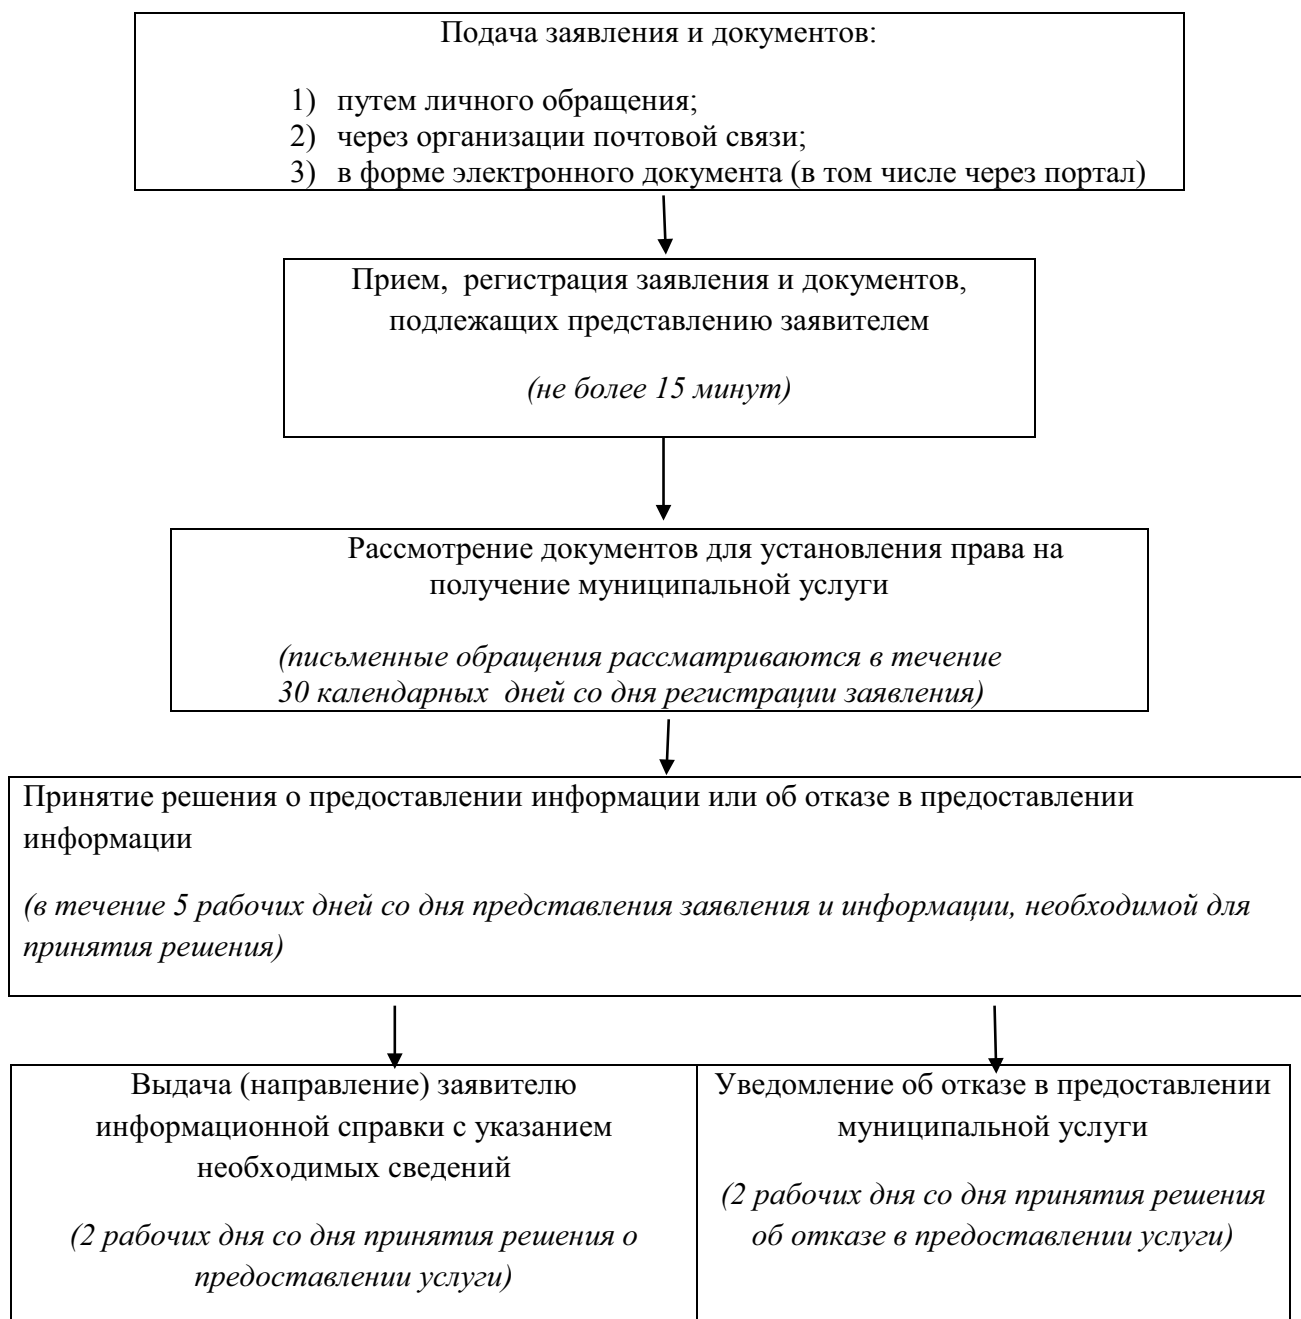 Подача заявления и документов:
1) путем личного обращения;
2) через организации почтовой связи;
3) в форме электронного документа (в том числе через портал)
Прием, регистрация заявления и документов,
подлежащих представлению заявителем
(не более 15 минут)
Рассмотрение документов для установления права на
получение муниципальной услуги
(письменные обращения рассматриваются в течение
30 календарных дней со дня регистрации заявления)
Принятие решения о предоставлении информации или об отказе в предоставлении
информации
(в течение 5 рабочих дней со дня представления заявления и информации, необходимой для
принятия решения)
Выдача (направление) заявителю
информационной справки с указанием
необходимых сведений
(2 рабочих дня со дня принятия решения о
предоставлении услуги)
Уведомление об отказе в предоставлении
муниципальной услуги
(2 рабочих дня со дня принятия решения
об отказе в предоставлении услуги)